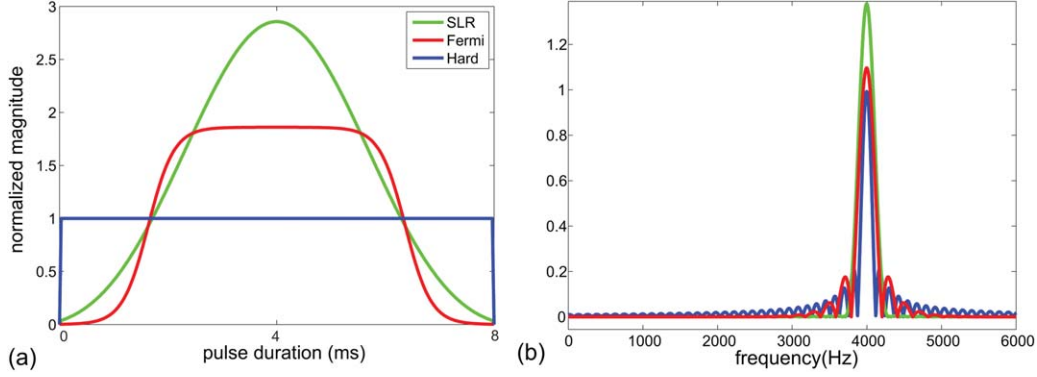 3
2.5
2
1.5
1
0.5
0
normalized magnitude
SLR
Fermi
Hard
0 4 8
pulse duration (ms)
(a)
1.2
1
0.8
0.6
0.4
0.2
0
0 1000 2000 3000 4000 5000 6000
frequency(Hz)
(b)